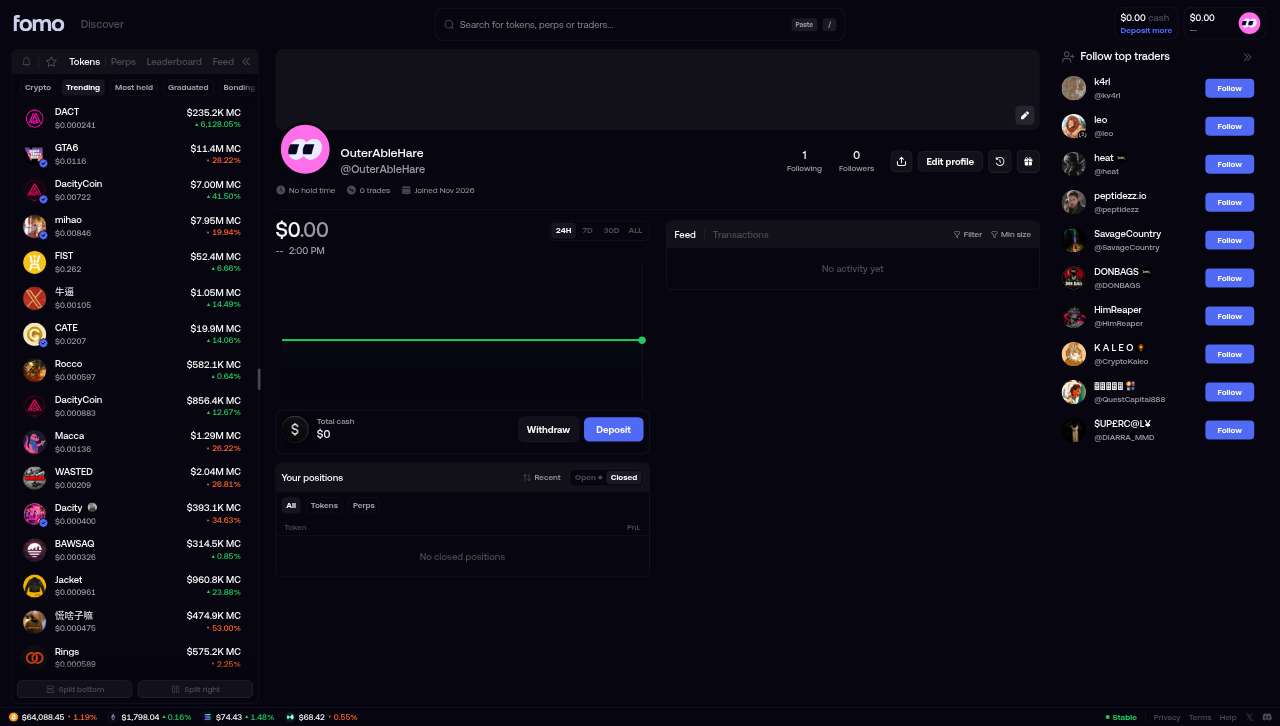 fomo
Discover
Search for tokens, perps or traders...
Paste
/
$0.00 cash
Deposit more
$0.00
—
Tokens
Perps
Leaderboard
Feed
Crypto
Trending
Most held
Graduated
Bonding
DACT
$0.000241
$235.2K MC
6,128.05%
GTA6
$0.0116
$11.4M MC
28.22%
DacityCoin
$0.00722
$7.00M MC
41.50%
mihao
$0.00846
$7.95M MC
19.94%
FIST
$0.262
$52.4M MC
6.66%
牛逼
$0.00105
$1.05M MC
14.49%
CATE
$0.0207
$19.9M MC
14.06%
Rocco
$0.000597
$582.1K MC
0.64%
DacityCoin
$0.000883
$856.4K MC
12.67%
Macca
$0.00136
$1.29M MC
26.22%
WASTED
$0.00209
$2.04M MC
26.81%
Dacity
$0.000400
$393.1K MC
34.63%
BAWSAQ
$0.000326
$314.5K MC
0.85%
Jacket
$0.000961
$960.8K MC
23.88%
慌啥子嘛
$0.000475
$474.9K MC
53.00%
Rings
$0.000589
$575.2K MC
2.25%
Split bottom
Split right
OuterAbleHare
@OuterAbleHare
1
Following
0
Followers
Edit profile
No hold time
0 trades
Joined Nov 2026
$0.00
-- 2:00 PM
24H
7D
30D
ALL
Total cash
$0
Withdraw
Deposit
Your positions
Recent
Open
Closed
All
Tokens
Perps
Token
PnL
No closed positions
Feed
Transactions
Filter
Min size
No activity yet
Follow top traders
k4rl
@kv4rl
Follow
leo
@leo
Follow
heat
@heat
Follow
peptidezz.io
@peptidezz
Follow
SavageCountry
@SavageCountry
Follow
DONBAGS
@DONBAGS
Follow
HimReaper
@HimReaper
Follow
K A L E O
@CryptoKaleo
Follow
@QuestCapital888
Follow
$UP£RC@L¥
@DIARRA_MMD
Follow
$64,088.45 1.19%
$1,798.04 0.16%
$74.43 1.48%
$68.42 0.55%
Stable
Privacy
Terms
Help